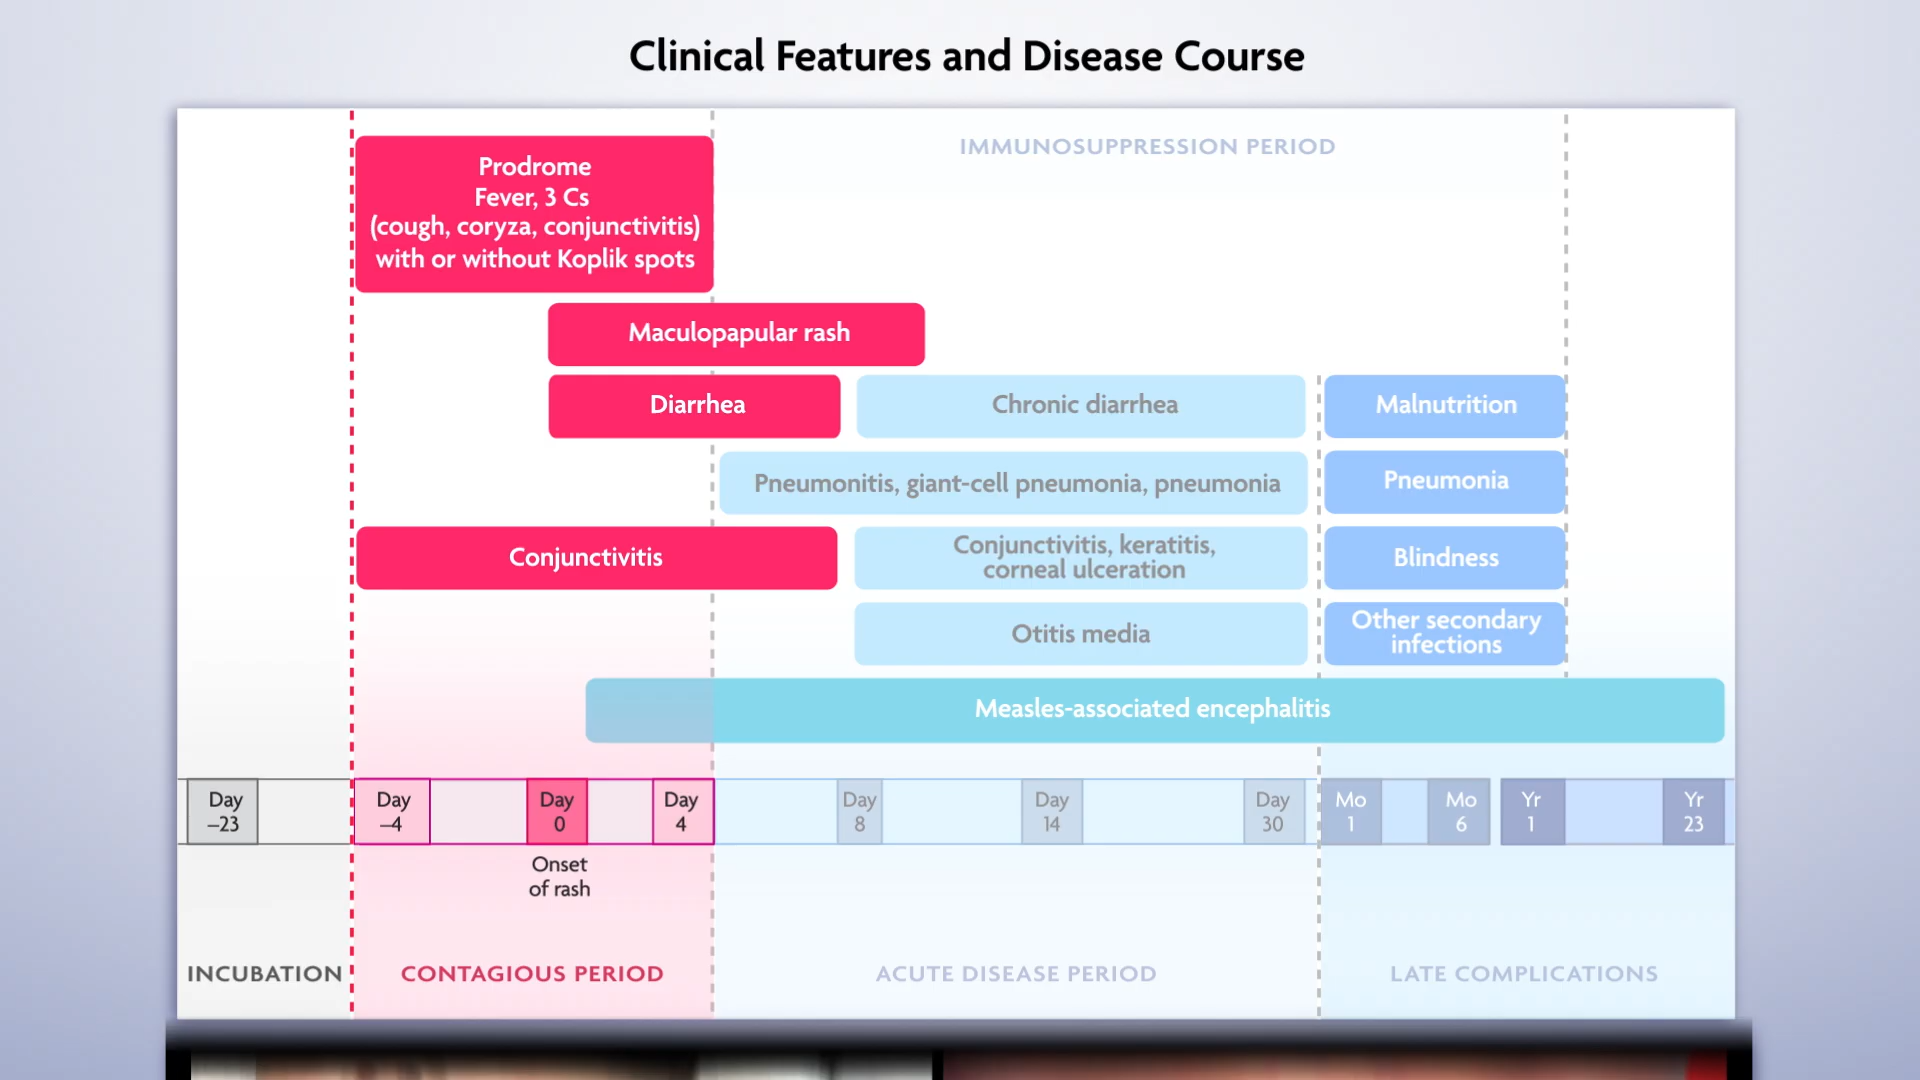 Clinical Features and Disease Course
IMMUNOSUPPRESSION PERIOD
Prodrome
Fever, 3 Cs
(cough, coryza, conjunctivitis)
with or without Koplik spots
Maculopapular rash
Diarrhea
Chronic diarrhea
Malnutrition
Pneumonitis, giant-cell pneumonia, pneumonia
Pneumonia
Conjunctivitis
Conjunctivitis, keratitis,
corneal ulceration
Blindness
Otitis media
Other secondary
infections
Measles-associated encephalitis
Day
–23
Day
–4
Day
0
Day
4
Day
8
Day
14
Day
30
Mo
1
Mo
6
Yr
1
Yr
23
Onset
of rash
INCUBATION
CONTAGIOUS PERIOD
ACUTE DISEASE PERIOD
LATE COMPLICATIONS